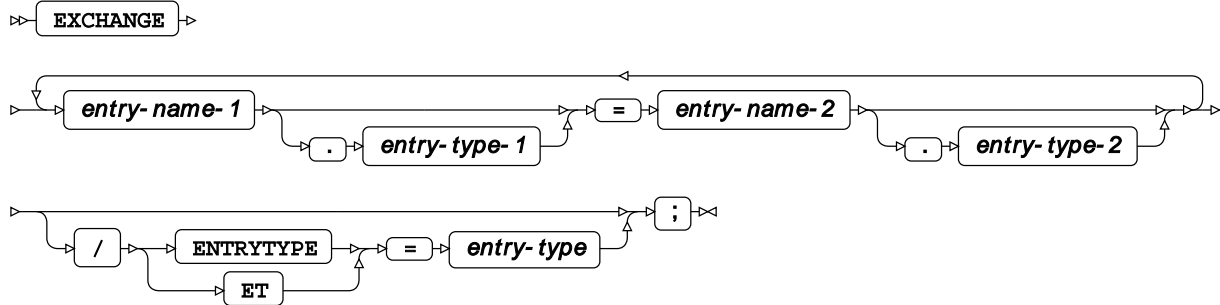 EXCHANGE
entry-name-1 = entry-name-2
. entry-type-1 . entry-type-2
/ ENTRYTYPE = entry-type ;
ET